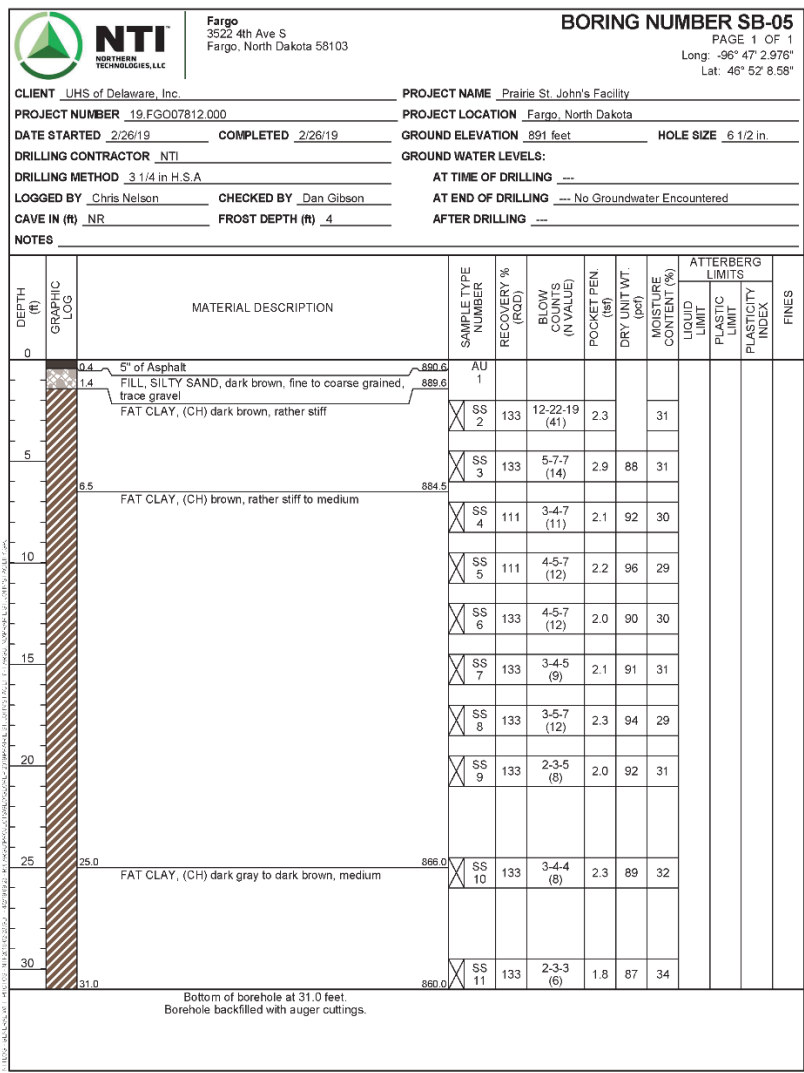 NTI™
NORTHERN
TECHNOLOGIES, LLC
Fargo
3522 4th Ave S
Fargo, North Dakota 58103
BORING NUMBER SB-05
PAGE 1 OF 1
Long: -96° 47' 2.976"
Lat: 46° 52' 8.58"
CLIENT UHS of Delaware, Inc. PROJECT NAME Prairie St. John's Facility
PROJECT NUMBER 19.FGO07812.000 PROJECT LOCATION Fargo, North Dakota
DATE STARTED 2/26/19 COMPLETED 2/26/19 GROUND ELEVATION 891 feet HOLE SIZE 6 1/2 in.
DRILLING CONTRACTOR NTI GROUND WATER LEVELS:
DRILLING METHOD 3 1/4 in H.S.A AT TIME OF DRILLING ---
LOGGED BY Chris Nelson CHECKED BY Dan Gibson AT END OF DRILLING --- No Groundwater Encountered
CAVE IN (ft) NR FROST DEPTH (ft) 4 AFTER DRILLING ---
NOTES
DEPTH
(ft)
GRAPHIC
LOG
MATERIAL DESCRIPTION
SAMPLE TYPE
NUMBER
RECOVERY %
(RQD)
BLOW
COUNTS
(N VALUE)
POCKET PEN.
(tsf)
DRY UNIT WT.
(pcf)
MOISTURE
CONTENT (%)
ATTERBERG
LIMITS
LIQUID
LIMIT
PLASTIC
LIMIT
PLASTICITY
INDEX
FINES
0
0.4 5" of Asphalt 890.6 AU
1
1.4 FILL, SILTY SAND, dark brown, fine to coarse grained, 889.6
trace gravel
FAT CLAY, (CH) dark brown, rather stiff
SS 12-22-19
2 133 (41) 2.3 31
5
SS 5-7-7
3 133 (14) 2.9 88 31
6.5 884.5
FAT CLAY, (CH) brown, rather stiff to medium
SS 3-4-7
4 111 (11) 2.1 92 30
10
SS 4-5-7
5 111 (12) 2.2 96 29
SS 4-5-7
6 133 (12) 2.0 90 30
15
SS 3-4-5
7 133 (9) 2.1 91 31
SS 3-5-7
8 133 (12) 2.3 94 29
20
SS 2-3-5
9 133 (8) 2.0 92 31
25
25.0 866.0
FAT CLAY, (CH) dark gray to dark brown, medium
SS 3-4-4
10 133 (8) 2.3 89 32
30
SS 2-3-3
11 133 (6) 1.8 87 34
31.0 860.0
Bottom of borehole at 31.0 feet.
Borehole backfilled with auger cuttings.